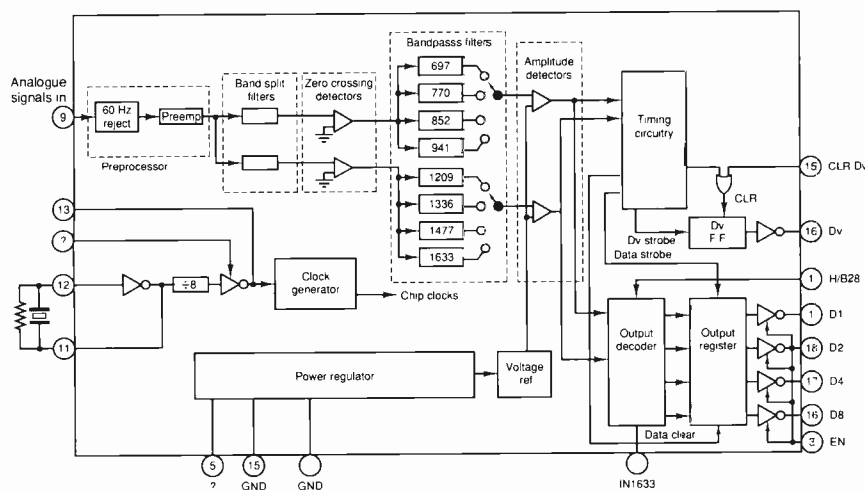 Analogue
signals in
9
60 Hz
reject
Preemp
Preprocessor
Band split
filters
Zero crossing
detectors
Bandpasss filters
697
770
852
941
1209
1336
1477
1633
Amplitude
detectors
Timing
circuitry
15 CLR Dv
CLR
Dv
F F
16 Dv
Dv strobe
Data strobe
13
?
12
11
÷8
Clock
generator
Chip clocks
1 H/B28
Output
decoder
Output
register
1 D1
18 D2
17 D4
16 D8
3 EN
Data clear
IN1633
Power regulator
Voltage
ref
5
?
15
GND
GND